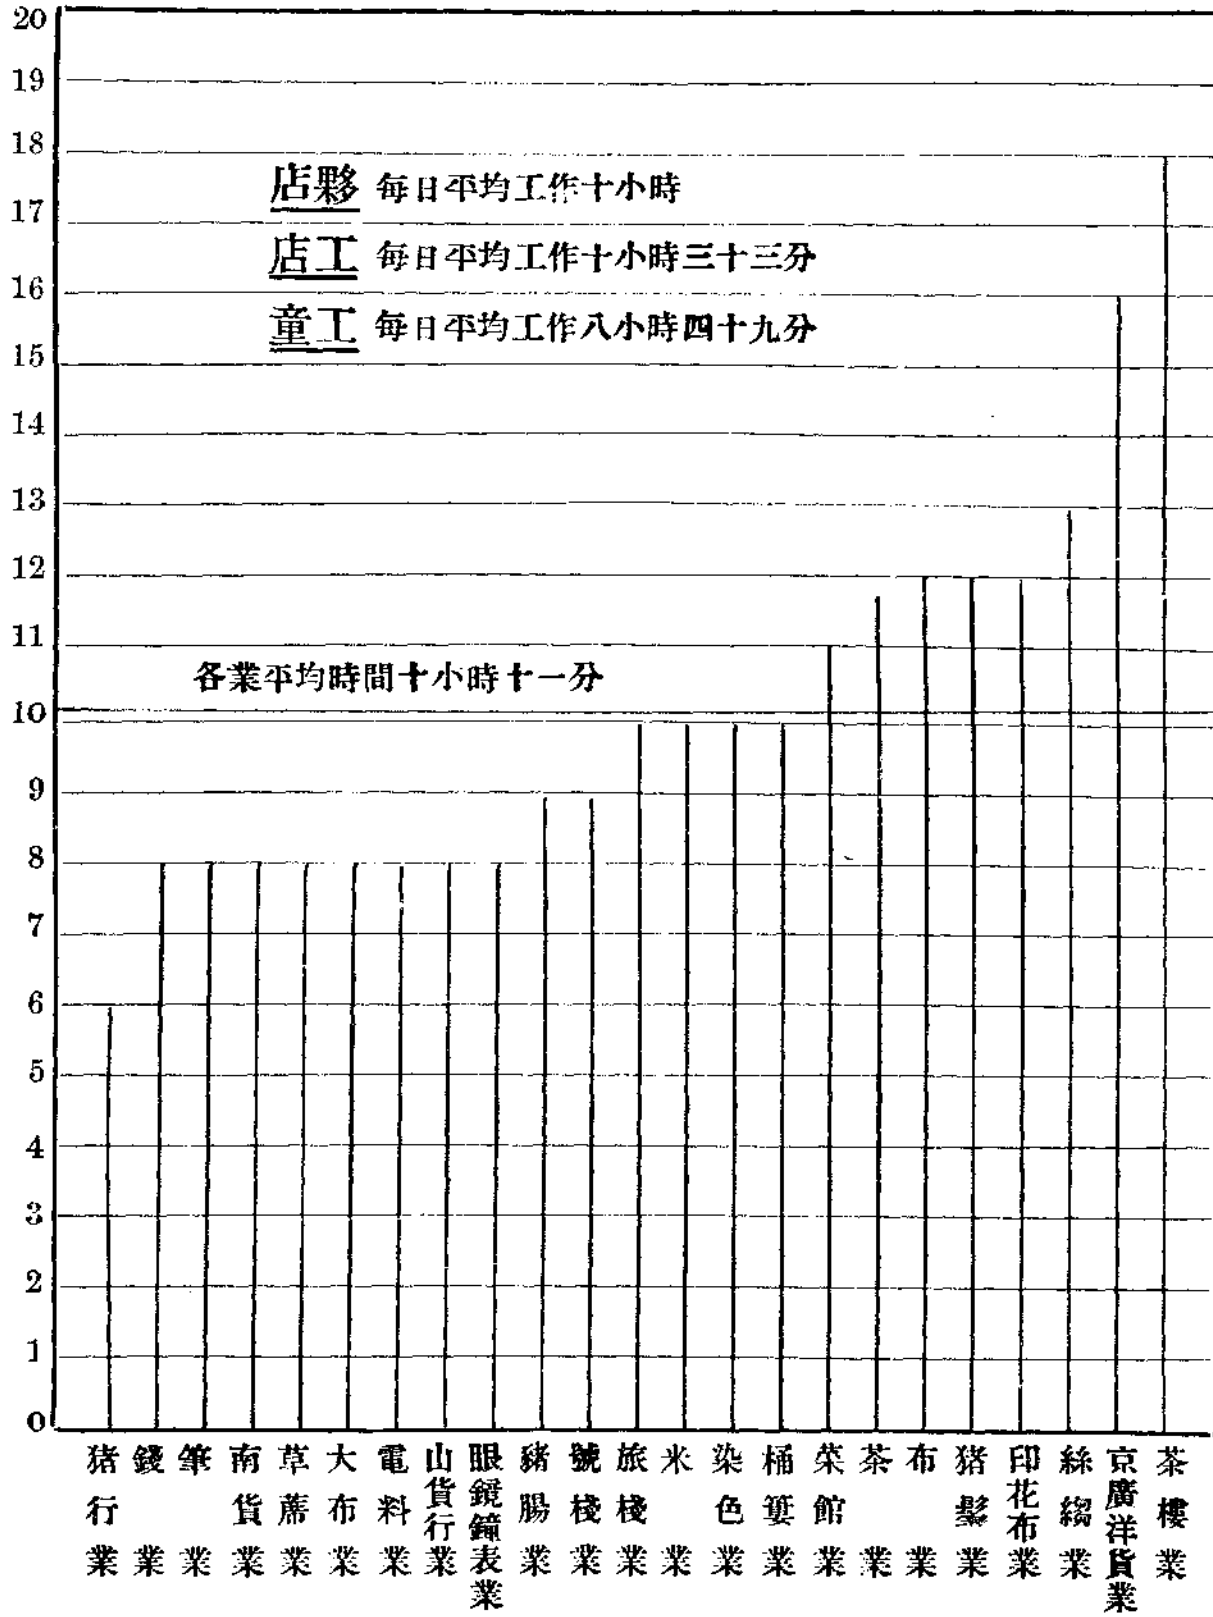 20
19
18
17
16
15
14
13
12
11
10
9
8
7
6
5
4
3
2
1
0
店夥 每日平均工作十小時
店工 每日平均工作十小時三十三分
童工 每日平均工作八小時四十九分
各業平均時間十小時十一分
猪行業
錢業
筆業
南貨業
草蓆業
大布業
電料業
山貨行業
眼鏡鐘表業
豬腸業
號棧業
旅棧業
米業
染色業
桶簍業
菜館業
茶業
布業
猪鬃業
印花布業
絲縐業
京廣洋貨業
茶樓業